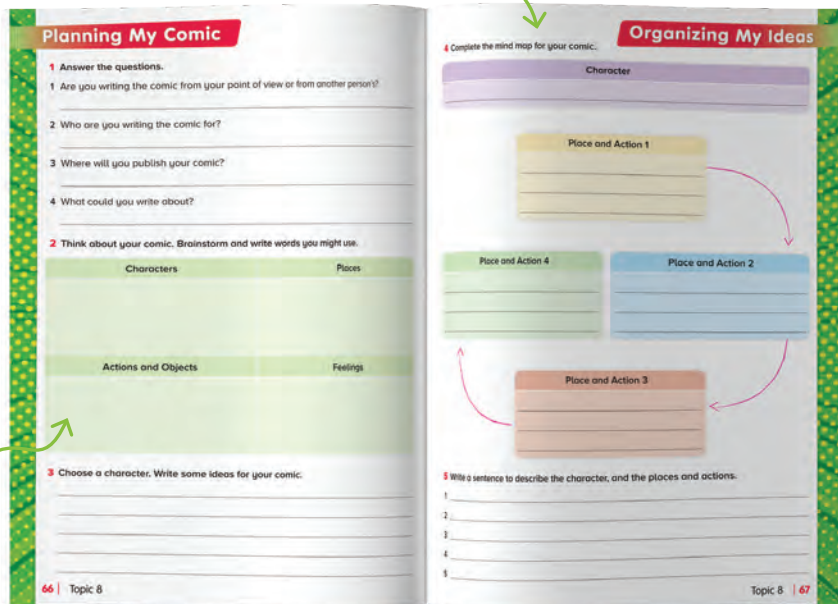 Planning My Comic
1 Answer the questions.
1 Are you writing the comic from your point of view or from another person's?
2 Who are you writing the comic for?
3 Where will you publish your comic?
4 What could you write about?
2 Think about your comic. Brainstorm and write words you might use.
Characters
Places
Actions and Objects
Feelings
3 Choose a character. Write some ideas for your comic.
66 | Topic 8
Organizing My Ideas
4 Complete the mind map for your comic.
Character
Place and Action 1
Place and Action 4
Place and Action 2
Place and Action 3
5 Write a sentence to describe the character, and the places and actions.
1
2
3
4
5
Topic 8 | 67